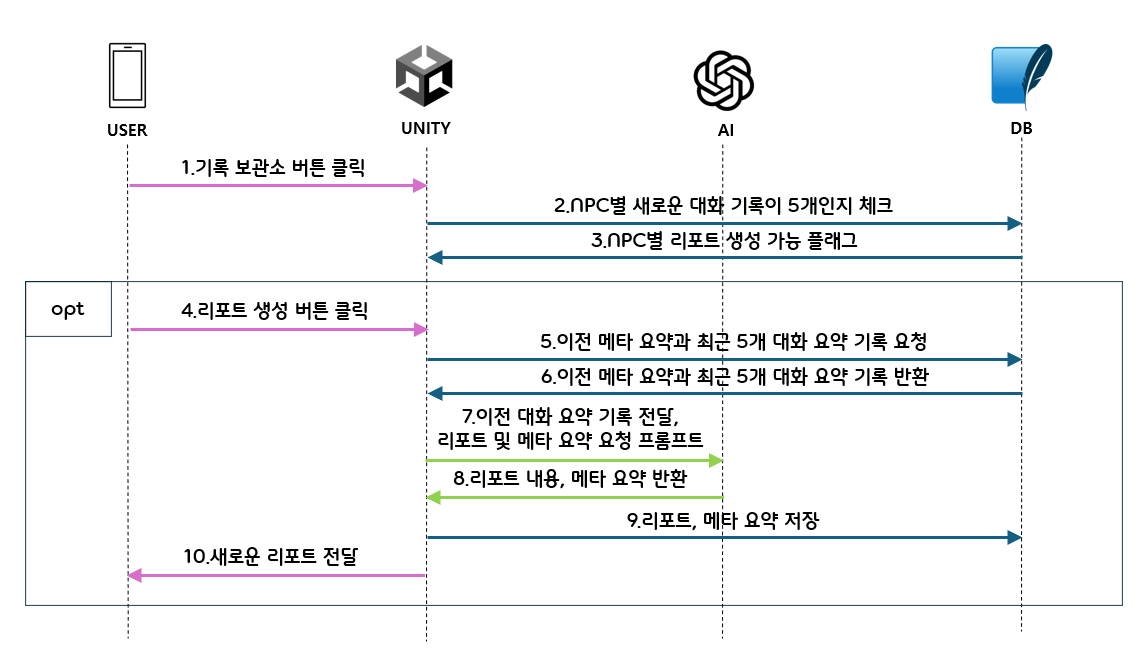 USER
UNITY
AI
DB
1.기록 보관소 버튼 클릭
2.NPC별 새로운 대화 기록이 5개인지 체크
3.NPC별 리포트 생성 가능 플래그
opt
4.리포트 생성 버튼 클릭
5.이전 메타 요약과 최근 5개 대화 요약 기록 요청
6.이전 메타 요약과 최근 5개 대화 요약 기록 반환
7.이전 대화 요약 기록 전달,
리포트 및 메타 요약 요청 프롬프트
8.리포트 내용, 메타 요약 반환
9.리포트, 메타 요약 저장
10.새로운 리포트 전달